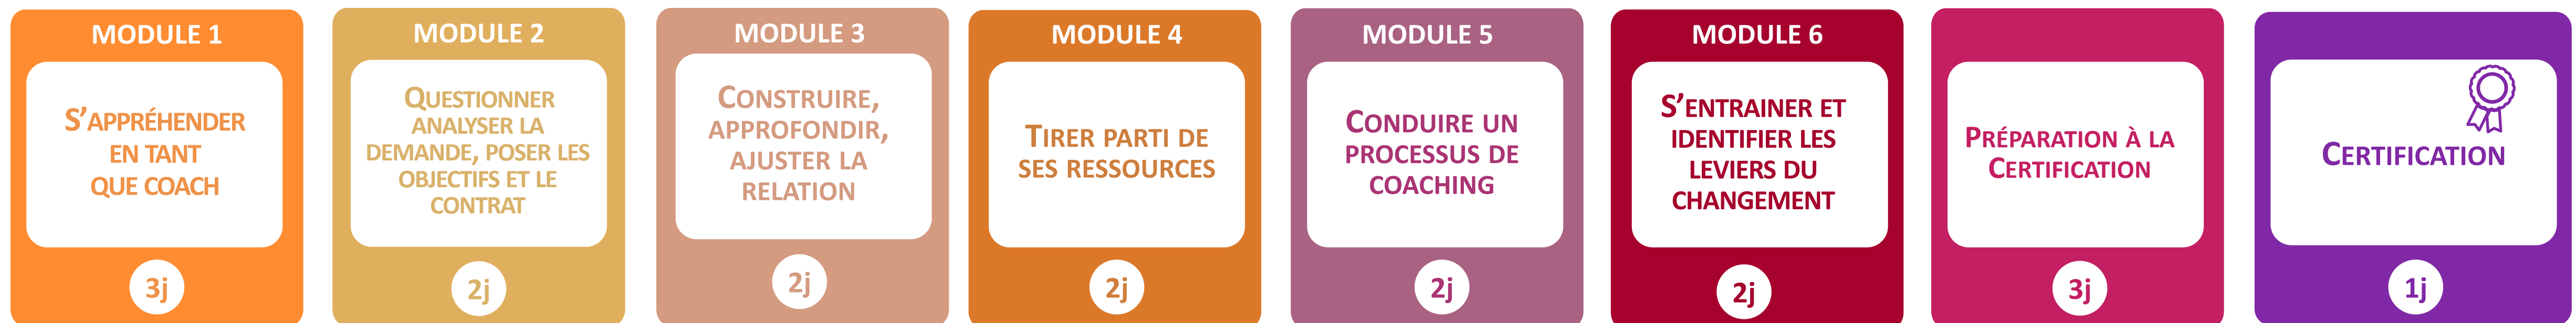 MODULE 1
S'APPRÉHENDER
EN TANT
QUE COACH
3j
MODULE 2
QUESTIONNER
ANALYSER LA
DEMANDE, POSER LES
OBJECTIFS ET LE
CONTRAT
2j
MODULE 3
CONSTRUIRE,
APPROFONDIR,
AJUSTER LA
RELATION
2j
MODULE 4
TIRER PARTI DE
SES RESSOURCES
2j
MODULE 5
CONDUIRE UN
PROCESSUS DE
COACHING
2j
MODULE 6
S'ENTRAINER ET
IDENTIFIER LES
LEVIERS DU
CHANGEMENT
2j
PRÉPARATION À LA
CERTIFICATION
3j
CERTIFICATION
1j